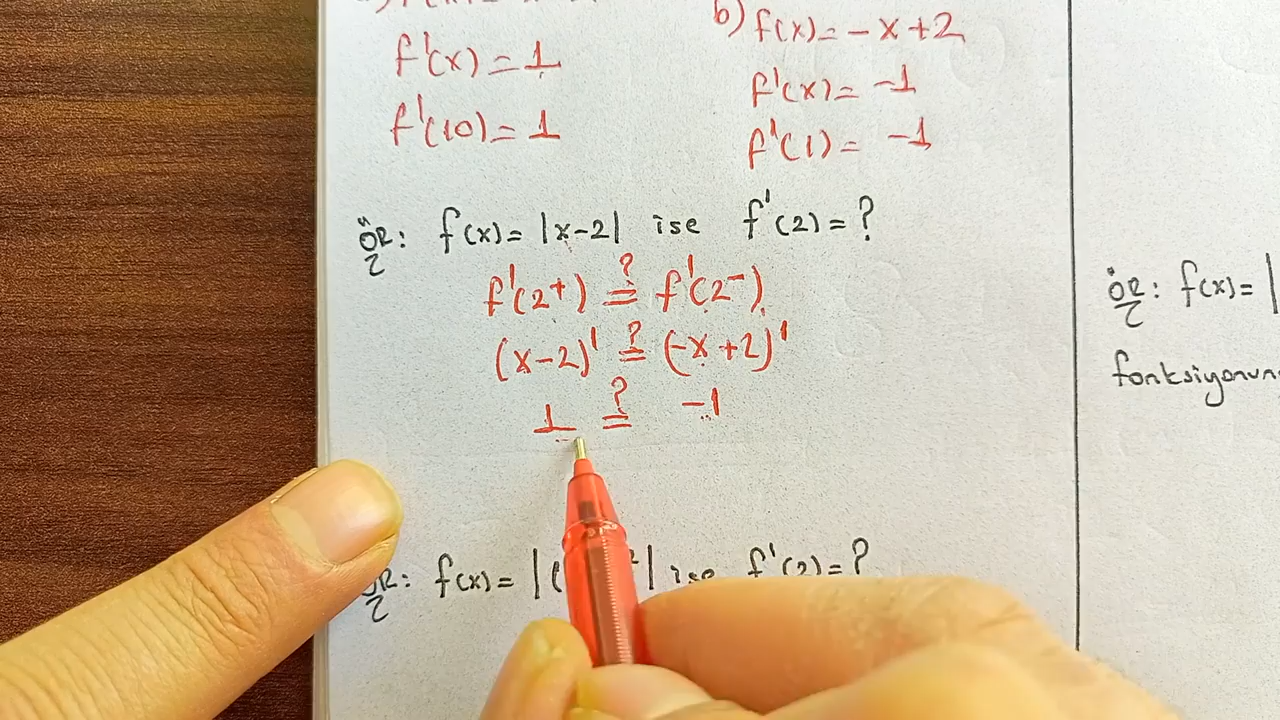 f'(x) = 1
f'(10) = 1
b) f(x) = -x+2
f'(x) = -1
f'(1) = -1
ÖR: f(x) = |x-2| ise f'(2) = ?
f'(2⁺) ≟ f'(2⁻)
(x-2)' ≟ (-x+2)'
1 ≟ -1
ÖR: f(x) = |( ²| ise f'(2) = ?
ÖR: f(x) = |